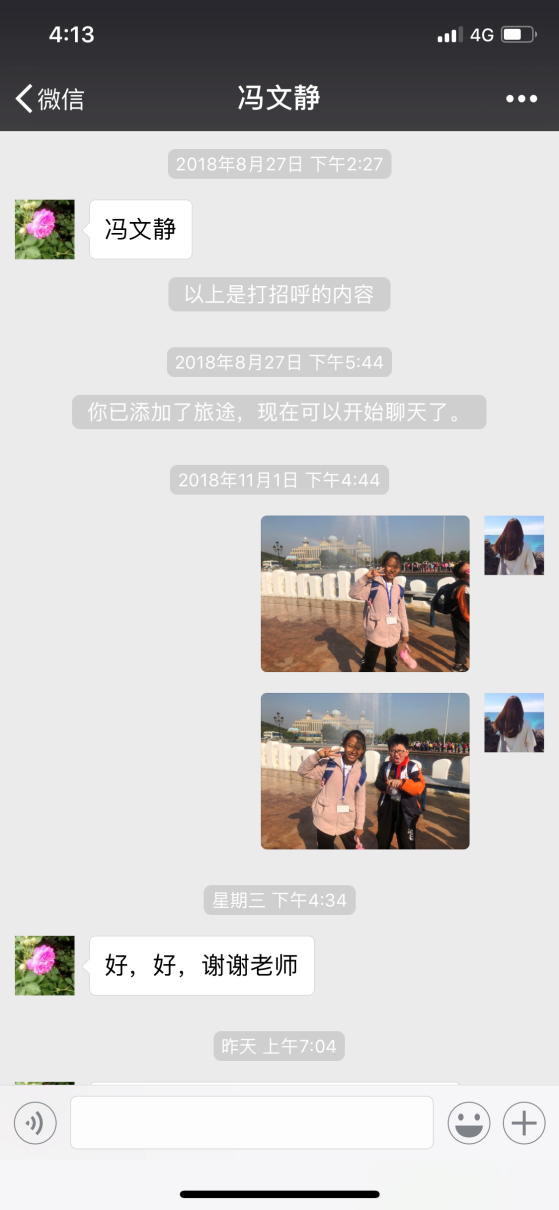 4:13
4G
微信
冯文静
2018年8月27日 下午2:27
冯文静
以上是打招呼的内容
2018年8月27日 下午5:44
你已添加了旅途，现在可以开始聊天了。
2018年11月1日 下午4:44
星期三 下午4:34
好，好，谢谢老师
昨天 上午7:04